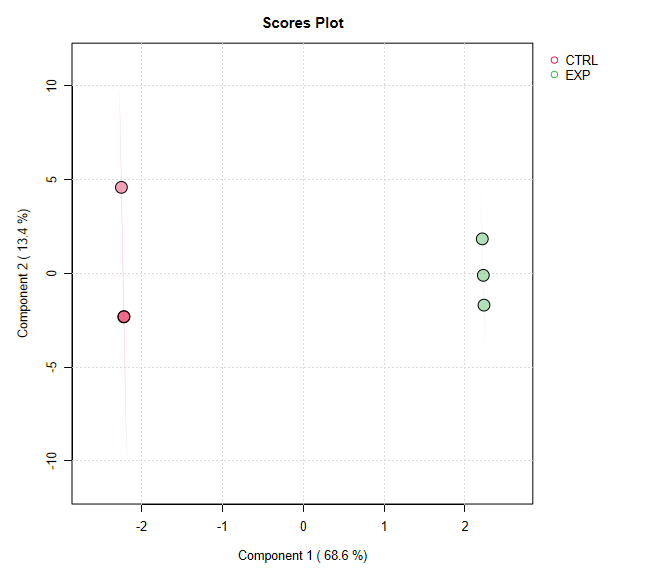 Scores Plot
CTRL
EXP
10
5
0
-5
-10
Component 2 ( 13.4 %)
-2 -1 0 1 2
Component 1 ( 68.6 %)